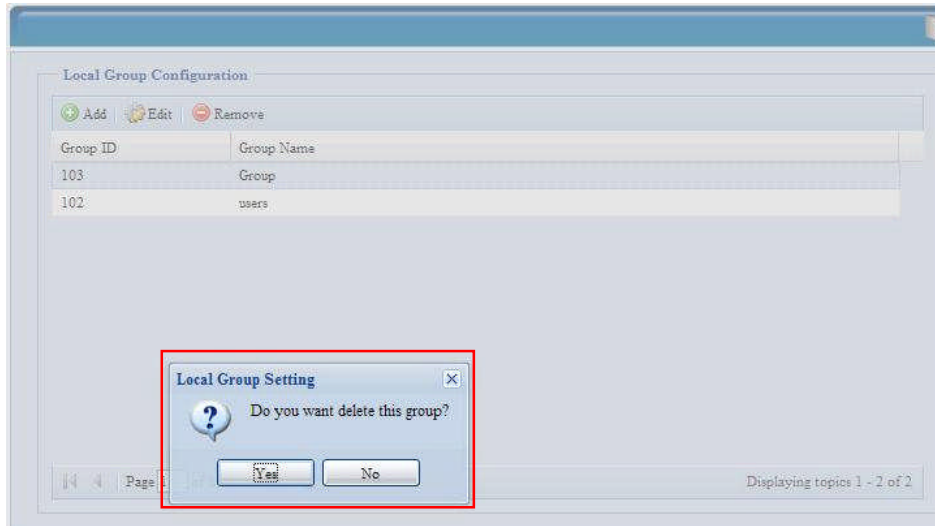 Local Group Configuration
Add Edit Remove
Group ID Group Name
103 Group
102 users
Local Group Setting
Do you want delete this group?
Yes No
Page 1 Displaying topics 1 - 2 of 2